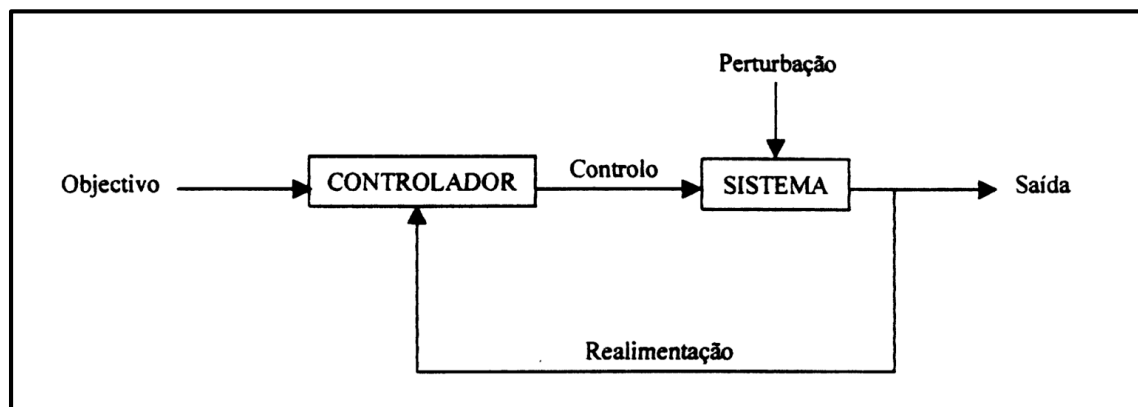 Perturbação
Objectivo
CONTROLADOR
Controlo
SISTEMA
Saída
Realimentação